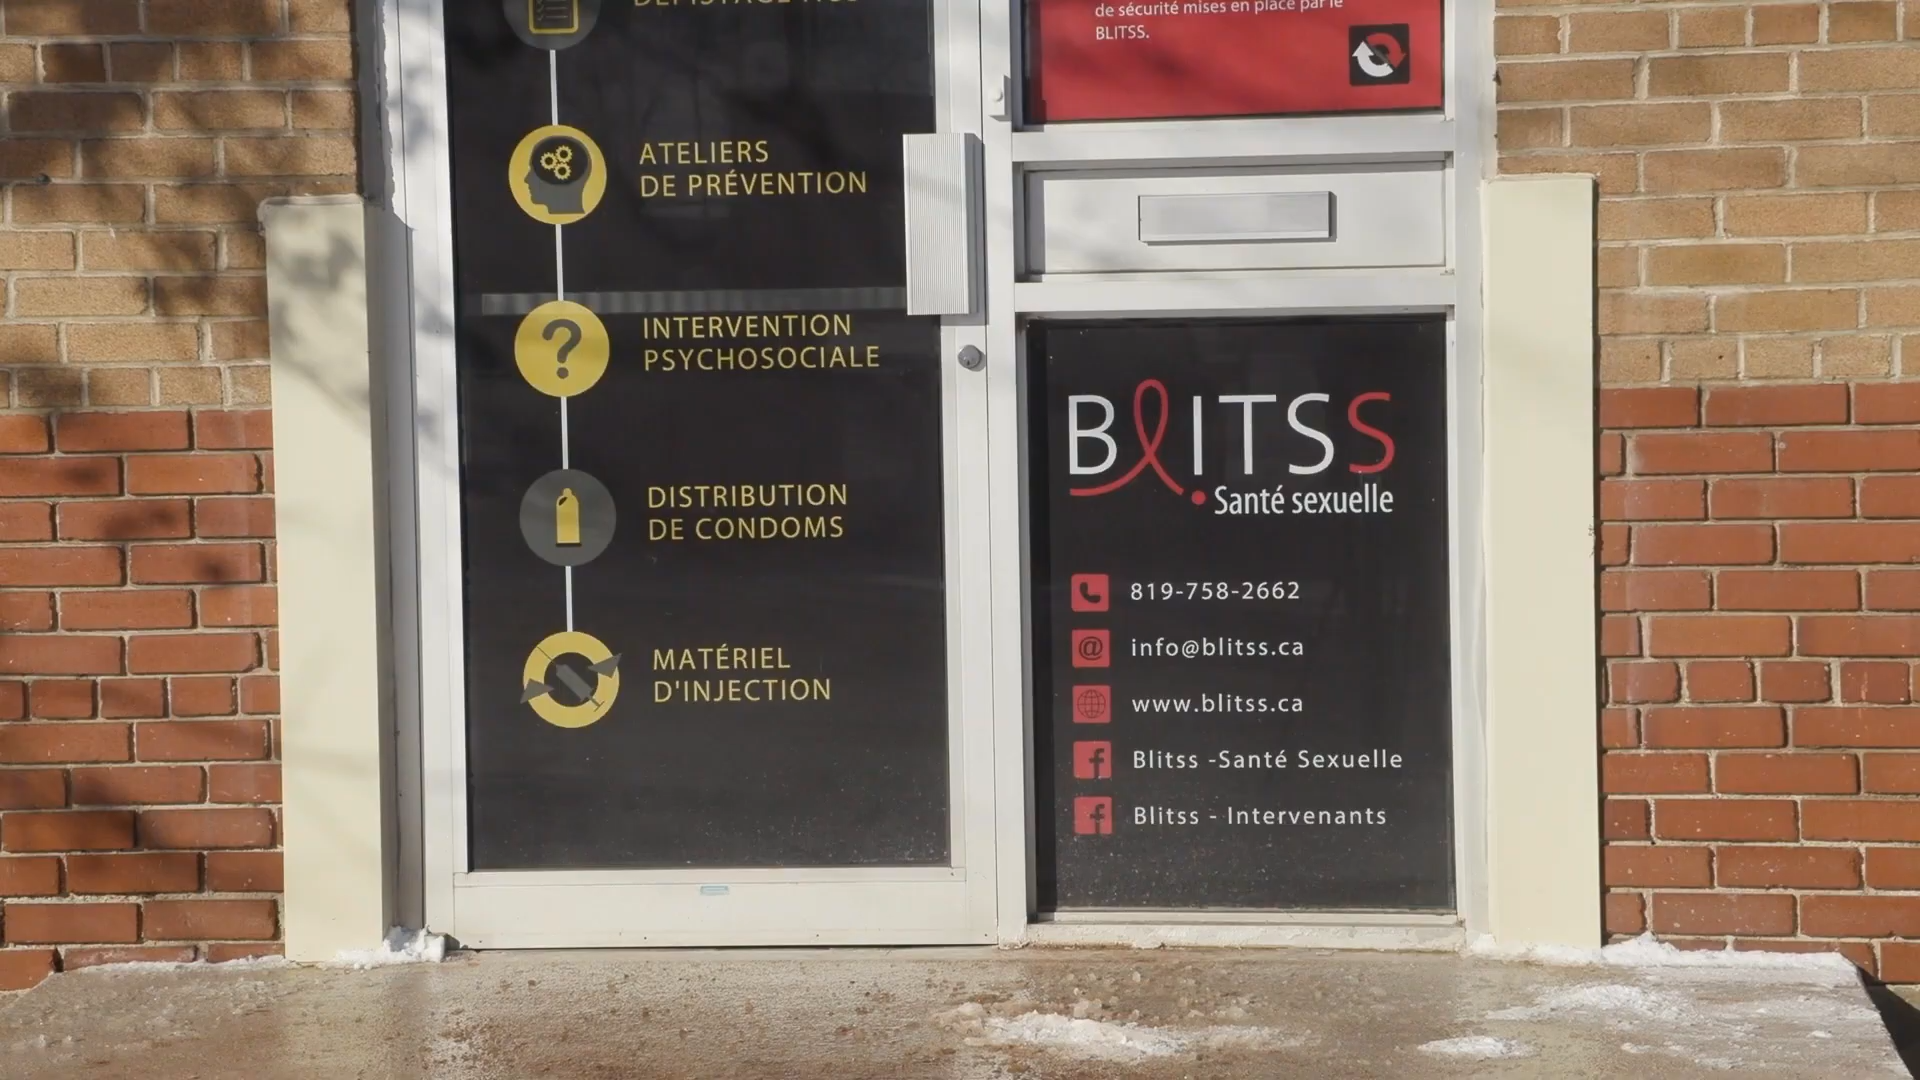 ATELIERS
DE PRÉVENTION
INTERVENTION
PSYCHOSOCIALE
DISTRIBUTION
DE CONDOMS
MATÉRIEL
D'INJECTION
de sécurité mises en place par le
BLITSS.
BLITSS
Santé sexuelle
819-758-2662
info@blitss.ca
www.blitss.ca
Blitss -Santé Sexuelle
Blitss - Intervenants